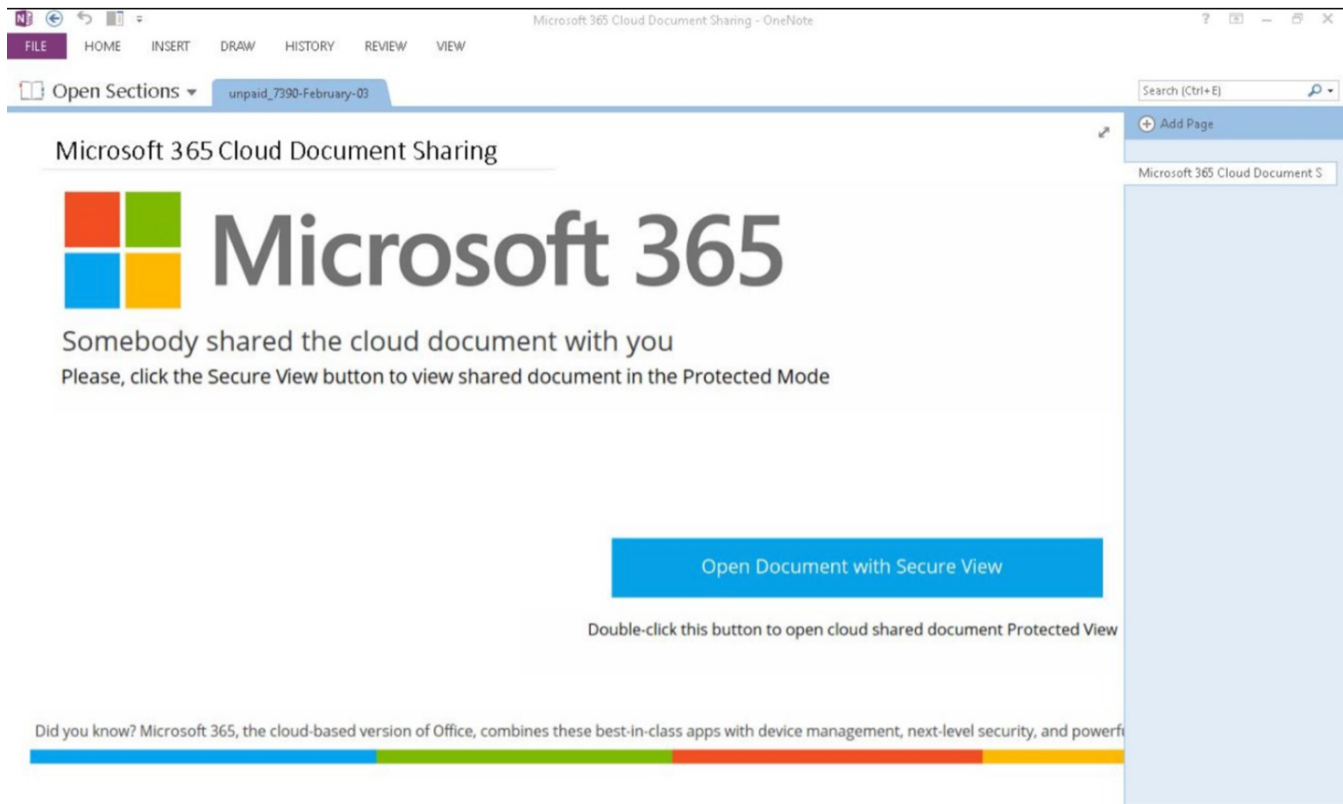 Microsoft 365 Cloud Document Sharing - OneNote
FILE HOME INSERT DRAW HISTORY REVIEW VIEW
Open Sections unpaid_7390-February-03
Search (Ctrl+E)
Add Page
Microsoft 365 Cloud Document S
Microsoft 365 Cloud Document Sharing
Microsoft 365
Somebody shared the cloud document with you
Please, click the Secure View button to view shared document in the Protected Mode
Open Document with Secure View
Double-click this button to open cloud shared document Protected View
Did you know? Microsoft 365, the cloud-based version of Office, combines these best-in-class apps with device management, next-level security, and powerf